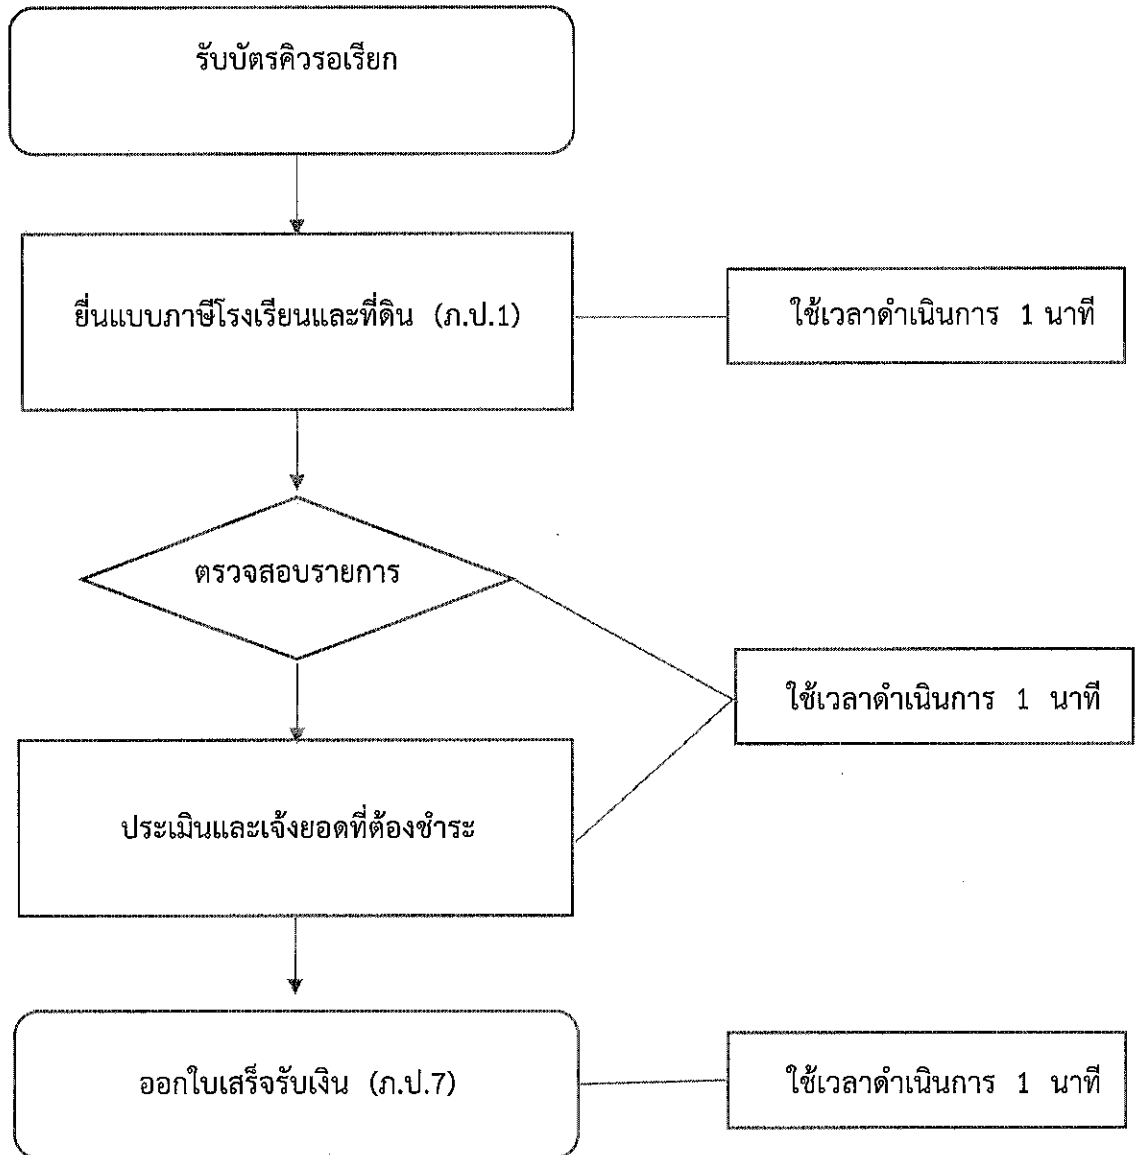 รับบัตรคิวรอเรียก
ยื่นแบบภาษีโรงเรียนและที่ดิน (ภ.ป.1)
ใช้เวลาดำเนินการ 1 นาที
ตรวจสอบรายการ
ใช้เวลาดำเนินการ 1 นาที
ประเมินและเจ้งยอดที่ต้องชำระ
ออกใบเสร็จรับเงิน (ภ.ป.7)
ใช้เวลาดำเนินการ 1 นาที